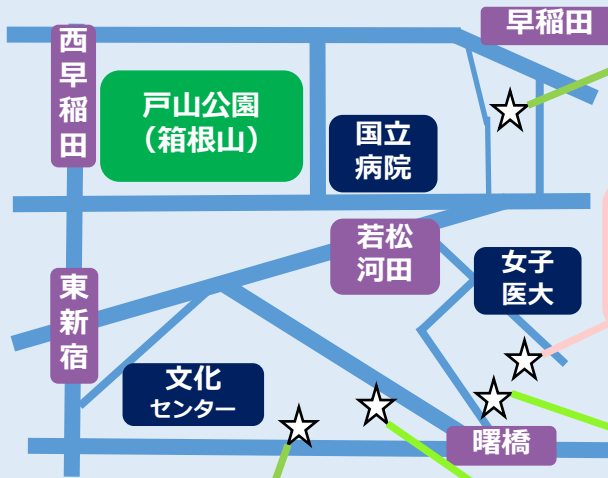 早稲田
西早稲田
戸山公園
（箱根山）
国立
病院
若松
河田
女子
医大
東新宿
文化
センター
曙橋